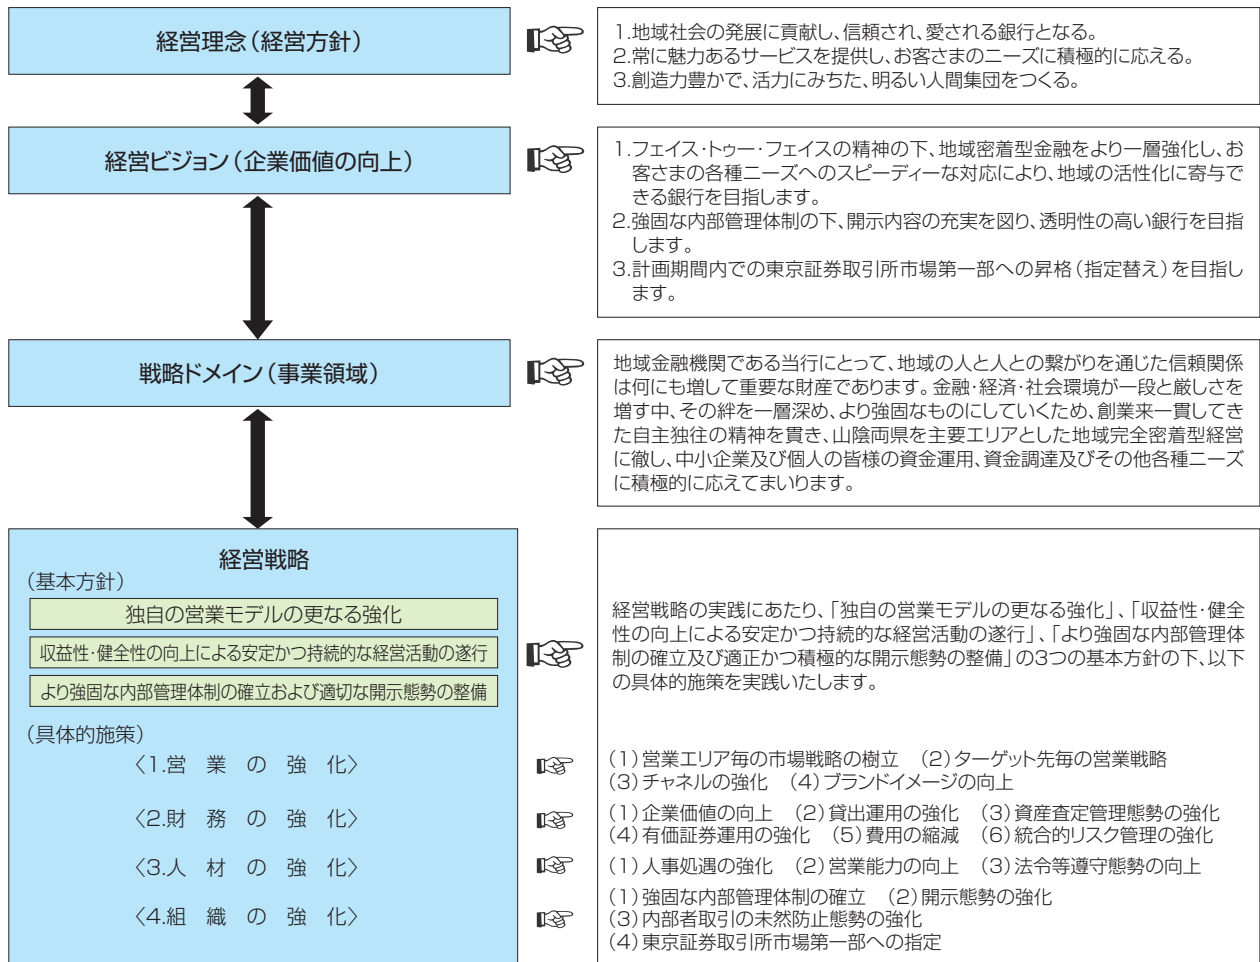 経営理念（経営方針）
1.地域社会の発展に貢献し、信頼され、愛される銀行となる。
2.常に魅力あるサービスを提供し、お客さまのニーズに積極的に応える。
3.創造力豊かで、活力にみちた、明るい人間集団をつくる。
経営ビジョン（企業価値の向上）
1.フェイス・トゥー・フェイスの精神の下、地域密着型金融をより一層強化し、お
客さまの各種ニーズへのスピーディーな対応により、地域の活性化に寄与で
きる銀行を目指します。
2.強固な内部管理体制の下、開示内容の充実を図り、透明性の高い銀行を目指
します。
3.計画期間内での東京証券取引所市場第一部への昇格（指定替え）を目指し
ます。
戦略ドメイン（事業領域）
地域金融機関である当行にとって、地域の人と人との繋がりを通じた信頼関係
は何にも増して重要な財産であります。金融・経済・社会環境が一段と厳しさを
増す中、その絆を一層深め、より強固なものにしていくため、創業来一貫してき
た自主独往の精神を貫き、山陰両県を主要エリアとした地域完全密着型経営
に徹し、中小企業及び個人の皆様の資金運用、資金調達及びその他各種ニーズ
に積極的に応えてまいります。
経営戦略
（基本方針）
独自の営業モデルの更なる強化
収益性・健全性の向上による安定かつ持続的な経営活動の遂行
より強固な内部管理体制の確立および適切な開示態勢の整備
経営戦略の実践にあたり、「独自の営業モデルの更なる強化」、「収益性・健全
性の向上による安定かつ持続的な経営活動の遂行」、「より強固な内部管理体
制の確立及び適正かつ積極的な開示態勢の整備」の3つの基本方針の下、以下
の具体的施策を実践いたします。
（具体的施策）
〈1.営業の強化〉
（1）営業エリア毎の市場戦略の樹立　（2）ターゲット先毎の営業戦略
（3）チャネルの強化　（4）ブランドイメージの向上
〈2.財務の強化〉
（1）企業価値の向上　（2）貸出運用の強化　（3）資産査定管理態勢の強化
（4）有価証券運用の強化　（5）費用の縮減　（6）統合的リスク管理の強化
〈3.人材の強化〉
（1）人事処遇の強化　（2）営業能力の向上　（3）法令等遵守態勢の向上
〈4.組織の強化〉
（1）強固な内部管理体制の確立　（2）開示態勢の強化
（3）内部者取引の未然防止態勢の強化
（4）東京証券取引所市場第一部への指定